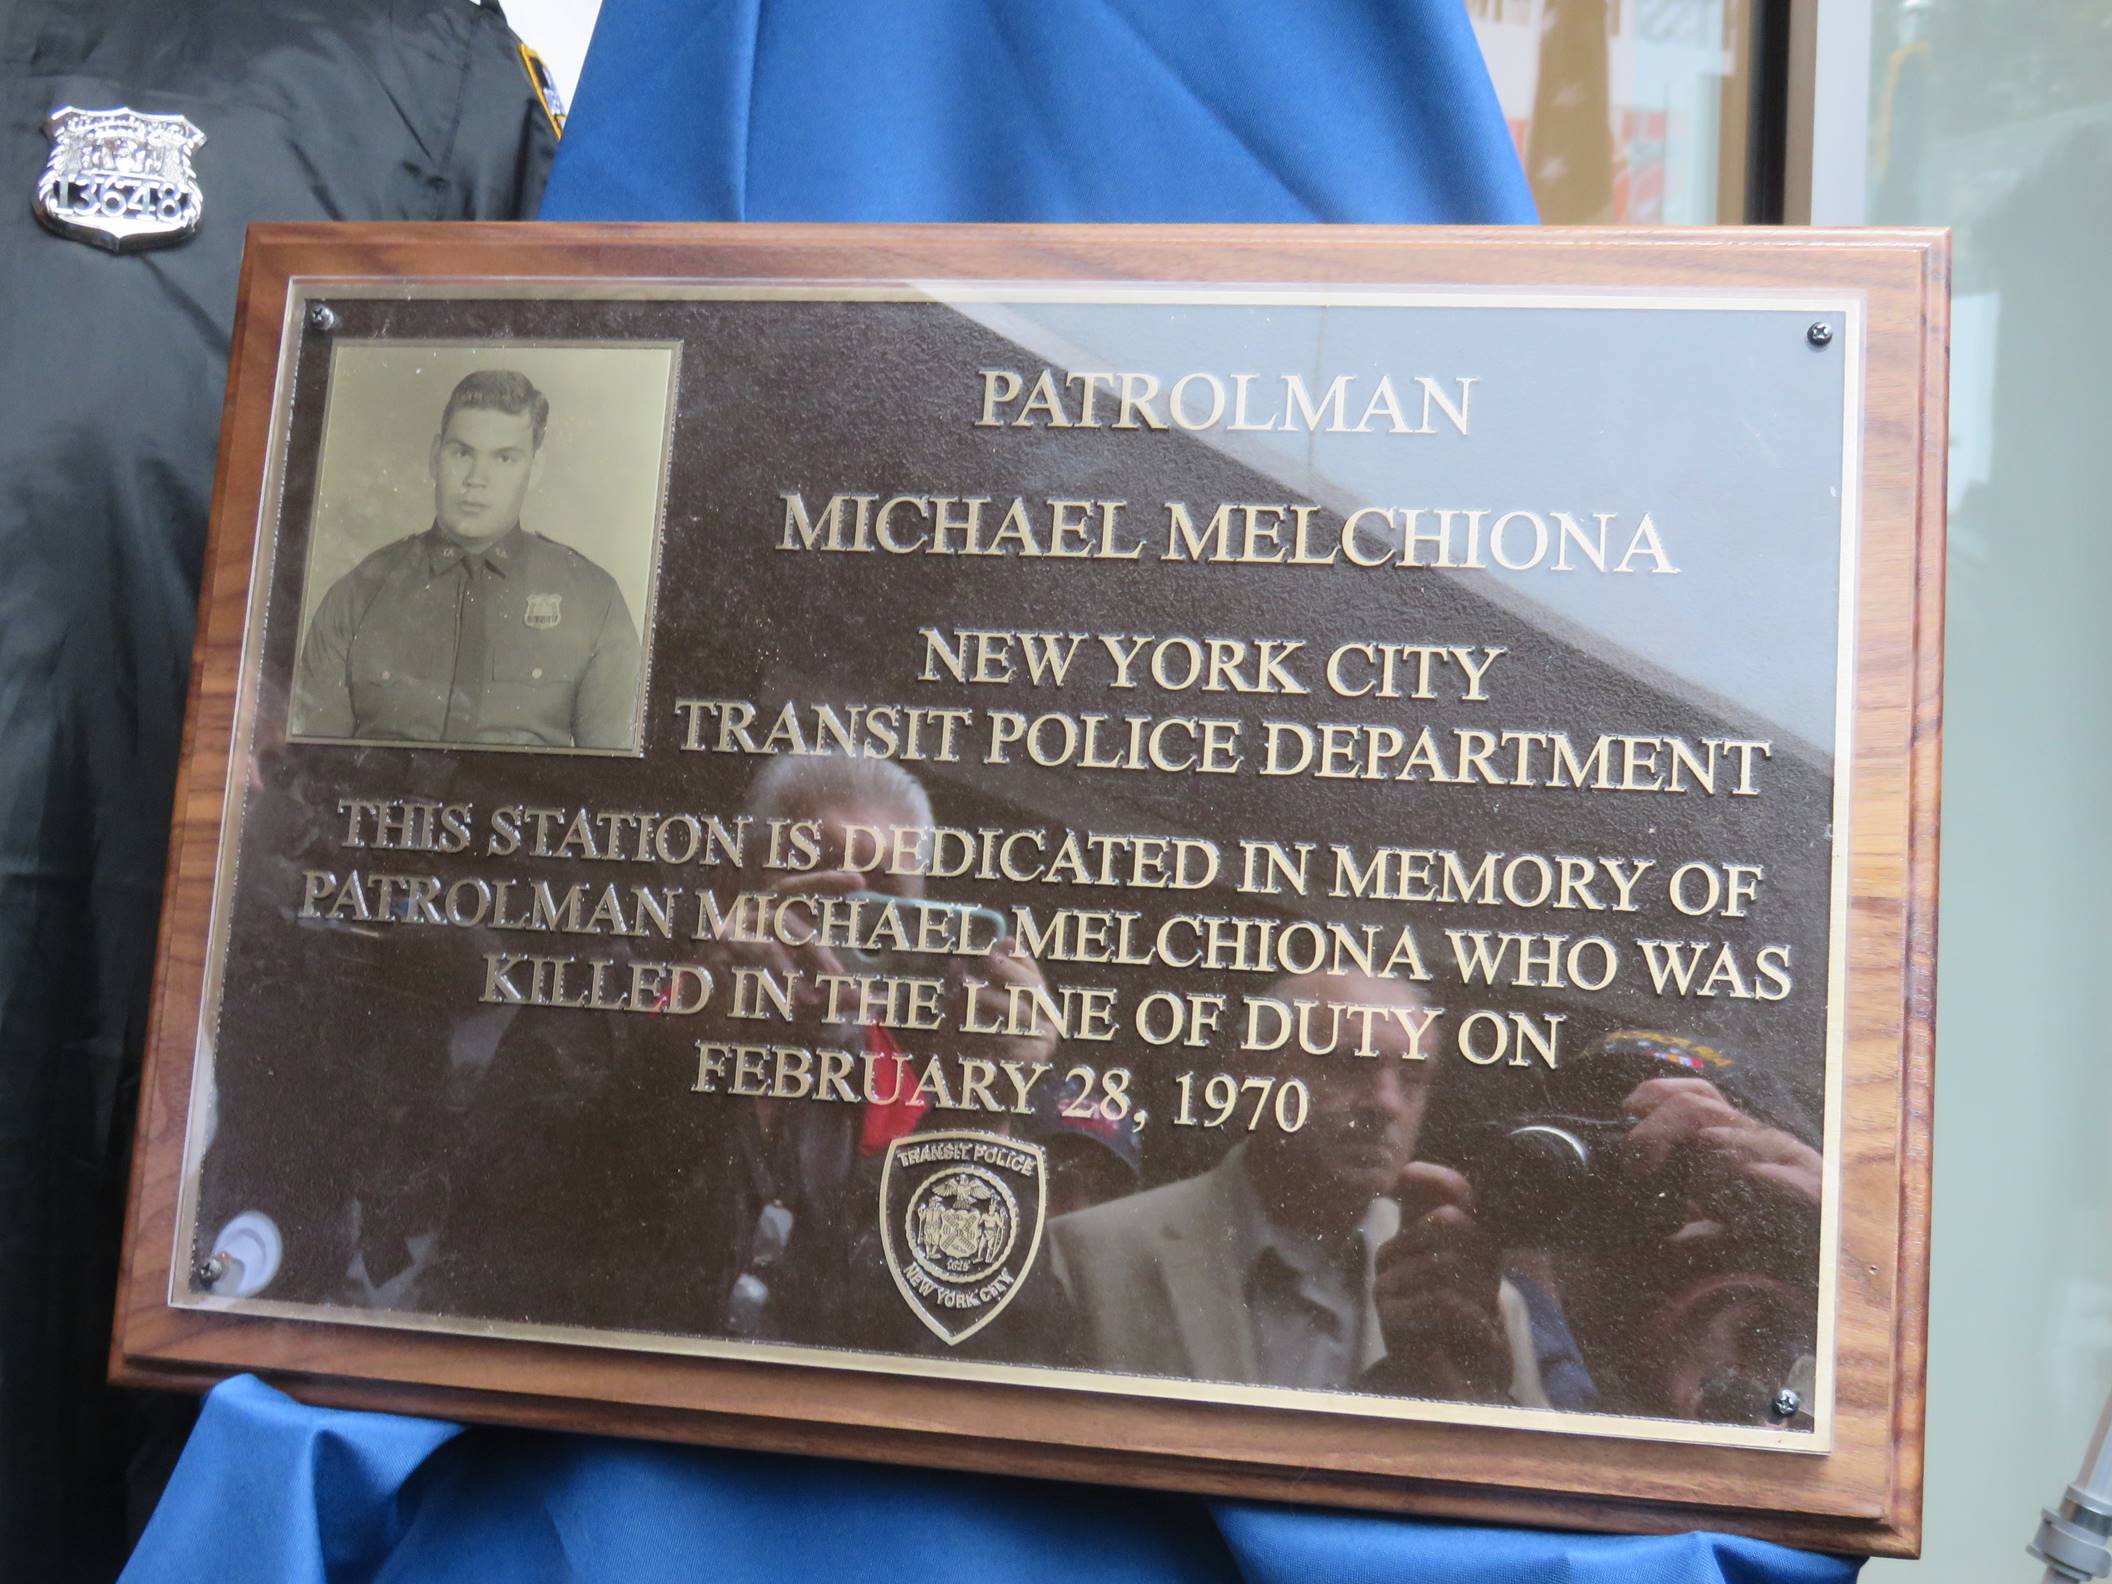 13648
PATROLMAN
MICHAEL MELCHIONA
NEW YORK CITY
TRANSIT POLICE DEPARTMENT
THIS STATION IS DEDICATED IN MEMORY OF
PATROLMAN MICHAEL MELCHIONA WHO WAS
KILLED IN THE LINE OF DUTY ON
FEBRUARY 28, 1970
TRANSIT POLICE
1625
NEW YORK CITY